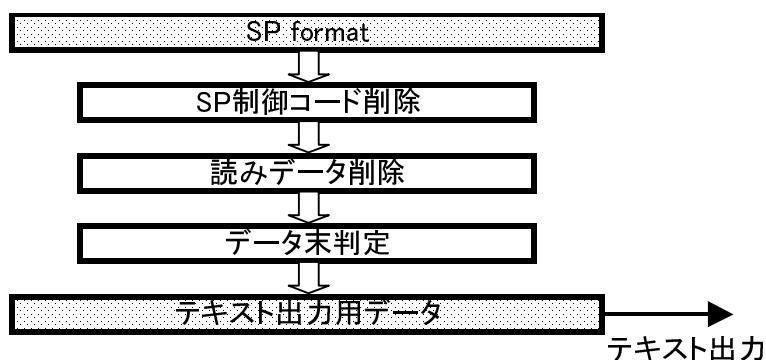 SP format
SP制御コード削除
読みデータ削除
データ末判定
テキスト出力用データ
テキスト出力